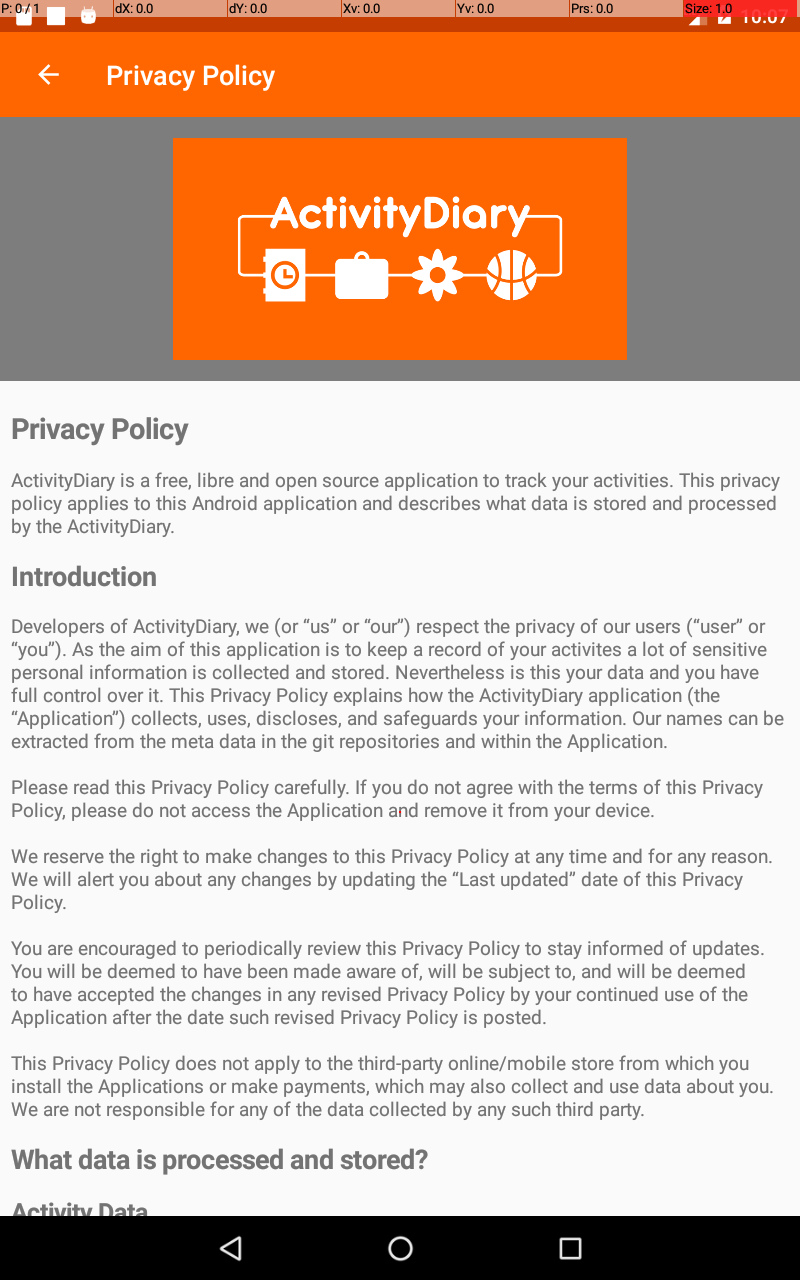 P: 0 / 1 dX: 0.0 dY: 0.0 Xv: 0.0 Yv: 0.0 Prs: 0.0 Size: 1.0
10:07
Privacy Policy
ActivityDiary
Privacy Policy
ActivityDiary is a free, libre and open source application to track your activities. This privacy
policy applies to this Android application and describes what data is stored and processed
by the ActivityDiary.
Introduction
Developers of ActivityDiary, we (or “us” or “our”) respect the privacy of our users (“user” or
“you”). As the aim of this application is to keep a record of your activites a lot of sensitive
personal information is collected and stored. Nevertheless is this your data and you have
full control over it. This Privacy Policy explains how the ActivityDiary application (the
“Application”) collects, uses, discloses, and safeguards your information. Our names can be
extracted from the meta data in the git repositories and within the Application.
Please read this Privacy Policy carefully. If you do not agree with the terms of this Privacy
Policy, please do not access the Application and remove it from your device.
We reserve the right to make changes to this Privacy Policy at any time and for any reason.
We will alert you about any changes by updating the “Last updated” date of this Privacy
Policy.
You are encouraged to periodically review this Privacy Policy to stay informed of updates.
You will be deemed to have been made aware of, will be subject to, and will be deemed
to have accepted the changes in any revised Privacy Policy by your continued use of the
Application after the date such revised Privacy Policy is posted.
This Privacy Policy does not apply to the third-party online/mobile store from which you
install the Applications or make payments, which may also collect and use data about you.
We are not responsible for any of the data collected by any such third party.
What data is processed and stored?
Activity Data